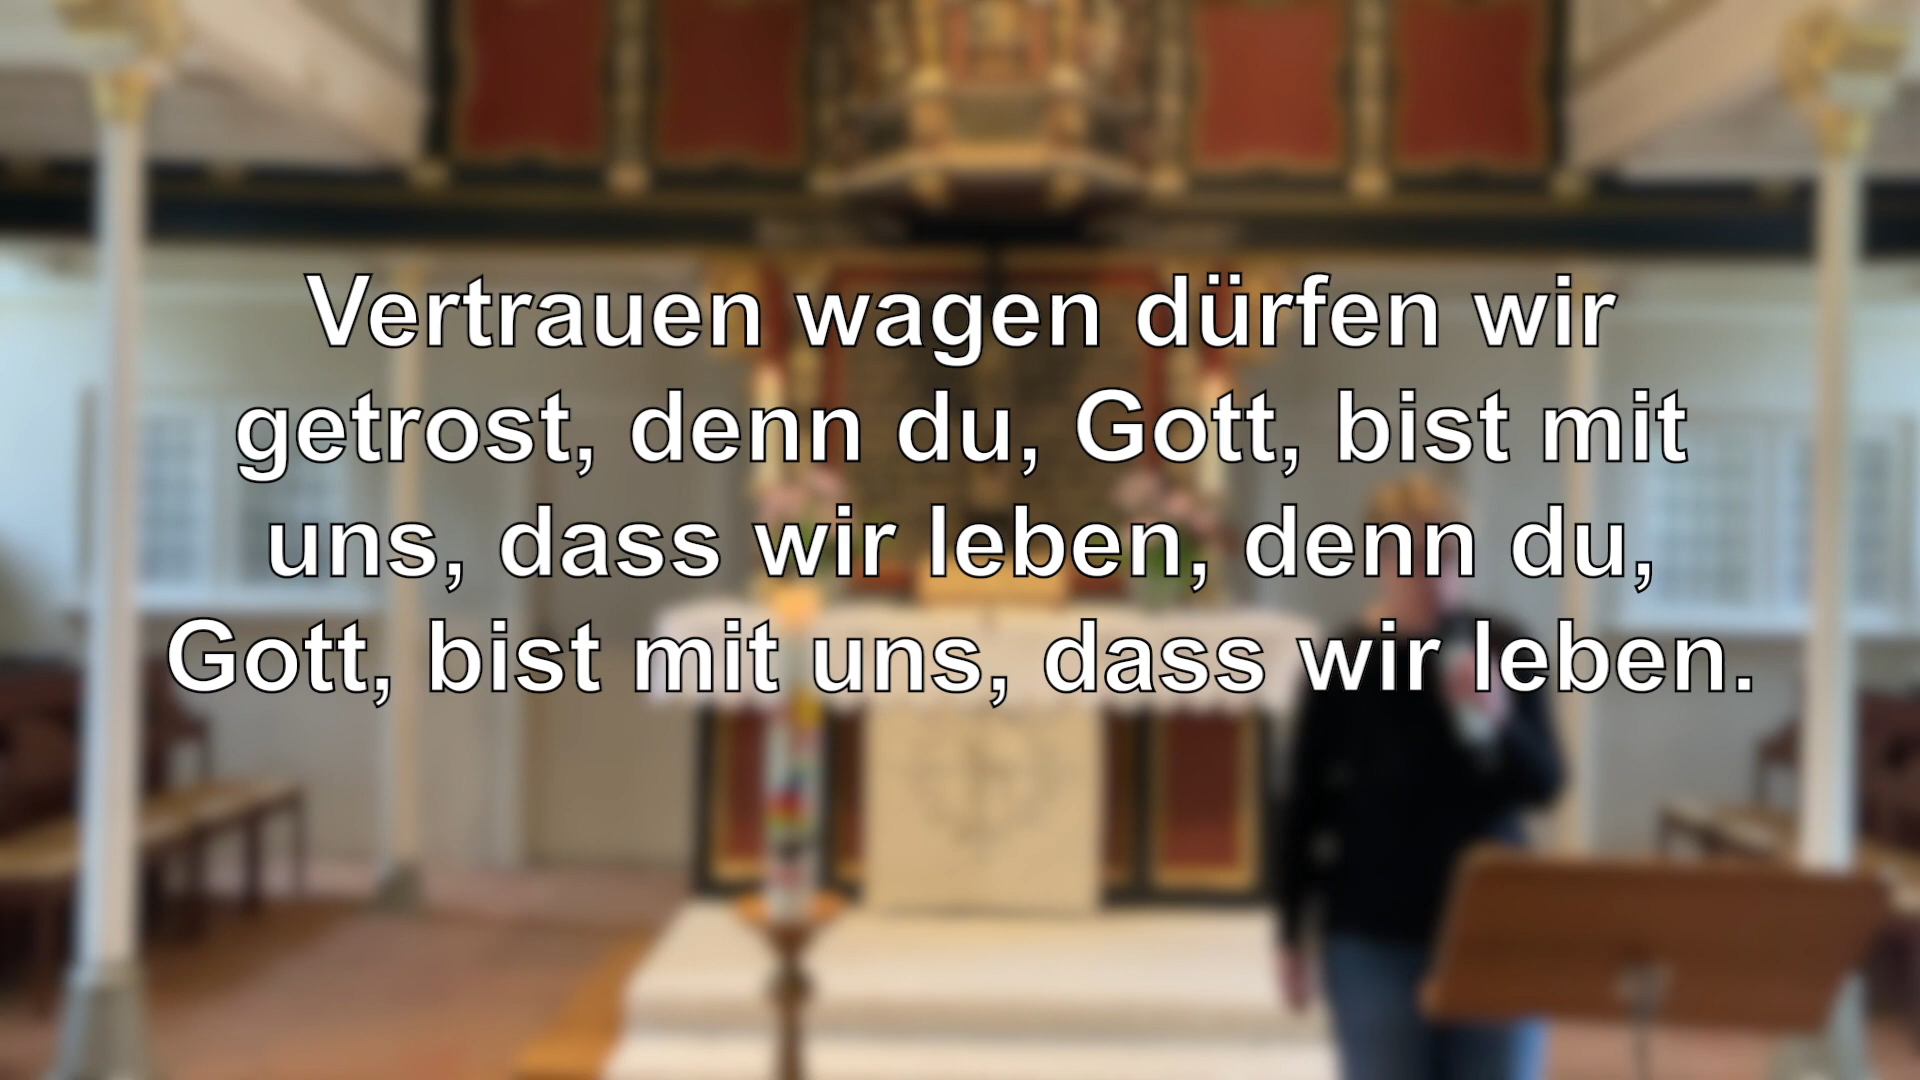 Vertrauen wagen dürfen wir
getrost, denn du, Gott, bist mit
uns, dass wir leben, denn du,
Gott, bist mit uns, dass wir leben.